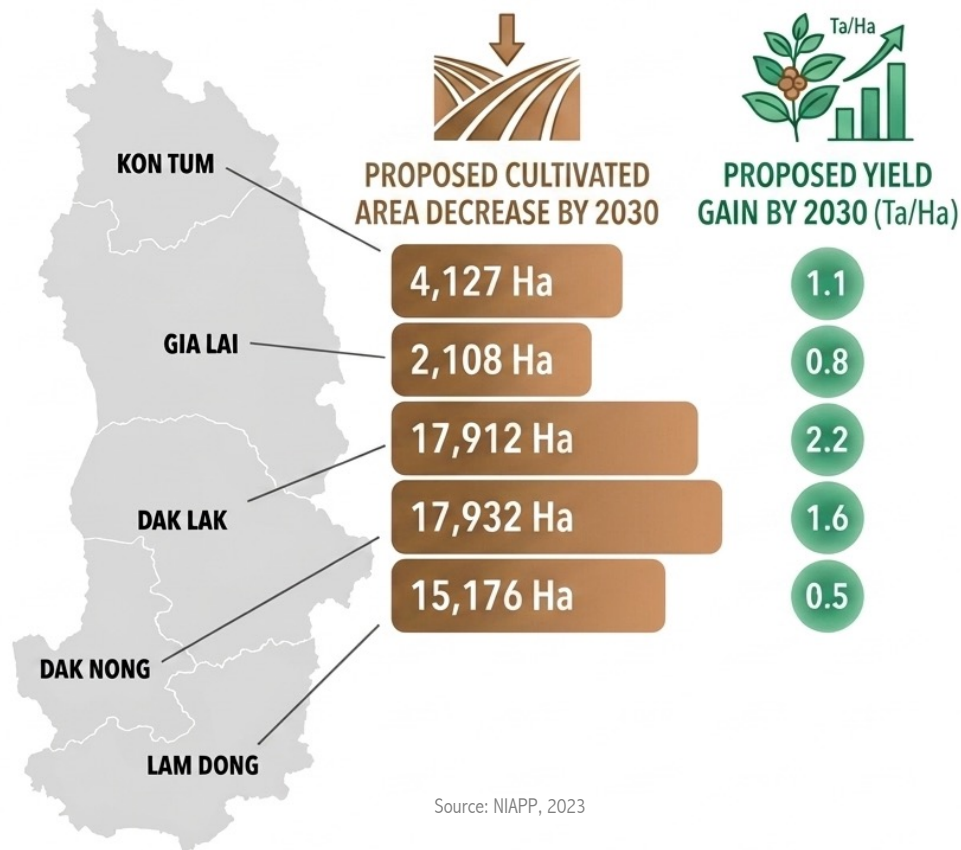 Ta/Ha
PROPOSED CULTIVATED
AREA DECREASE BY 2030
PROPOSED YIELD
GAIN BY 2030 (Ta/Ha)
KON TUM
4,127 Ha
1.1
GIA LAI
2,108 Ha
0.8
DAK LAK
17,912 Ha
2.2
DAK NONG
17,932 Ha
1.6
LAM DONG
15,176 Ha
0.5
Source: NIAPP, 2023